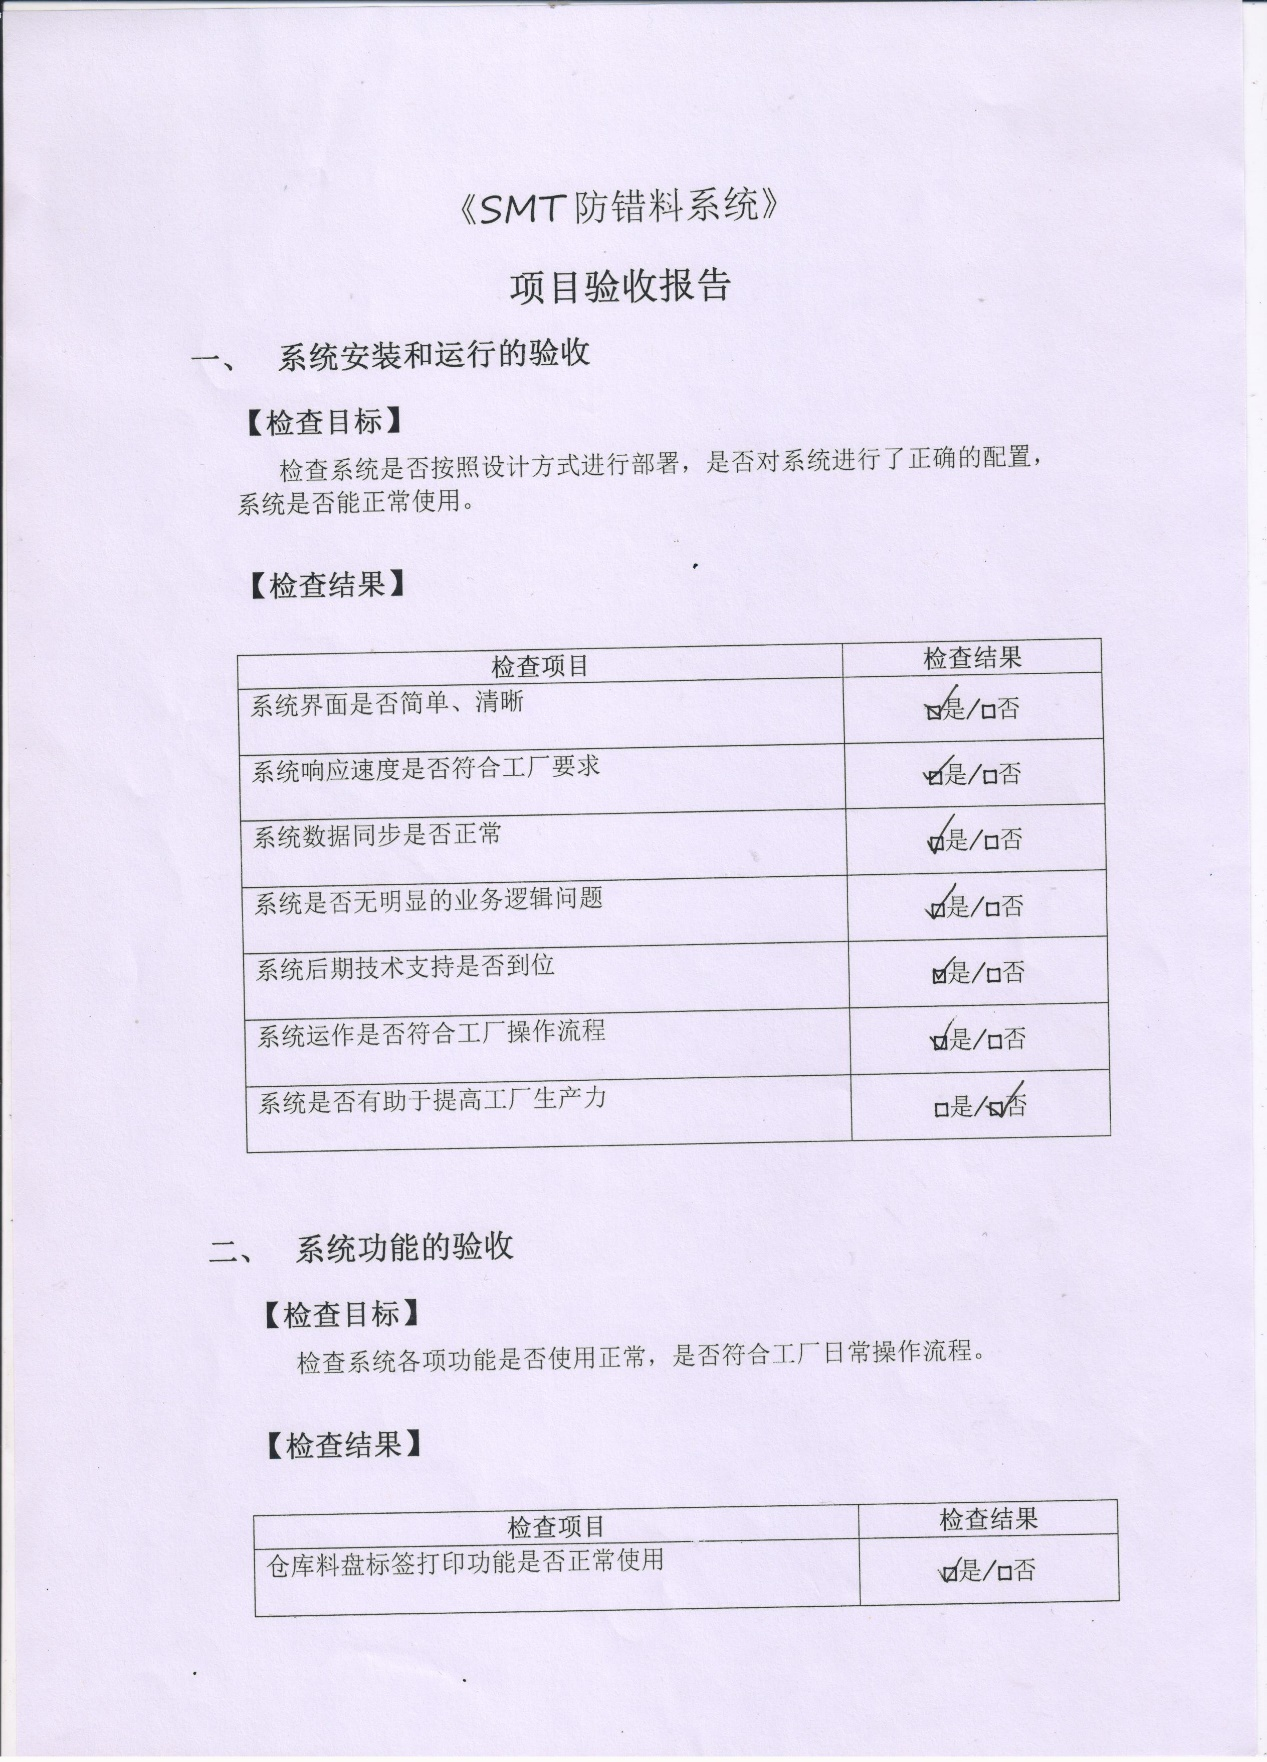 《SMT防错料系统》
项目验收报告
一、 系统安装和运行的验收
【检查目标】
检查系统是否按照设计方式进行部署，是否对系统进行了正确的配置，
系统是否能正常使用。
【检查结果】
检查项目 检查结果
系统界面是否简单、清晰 ☑是/□否
系统响应速度是否符合工厂要求 ☑是/□否
系统数据同步是否正常 ☑是/□否
系统是否无明显的业务逻辑问题 ☑是/□否
系统后期技术支持是否到位 ☑是/□否
系统运作是否符合工厂操作流程 ☑是/□否
系统是否有助于提高工厂生产力 □是/☑否
二、 系统功能的验收
【检查目标】
检查系统各项功能是否使用正常，是否符合工厂日常操作流程。
【检查结果】
检查项目 检查结果
仓库料盘标签打印功能是否正常使用 ☑是/□否